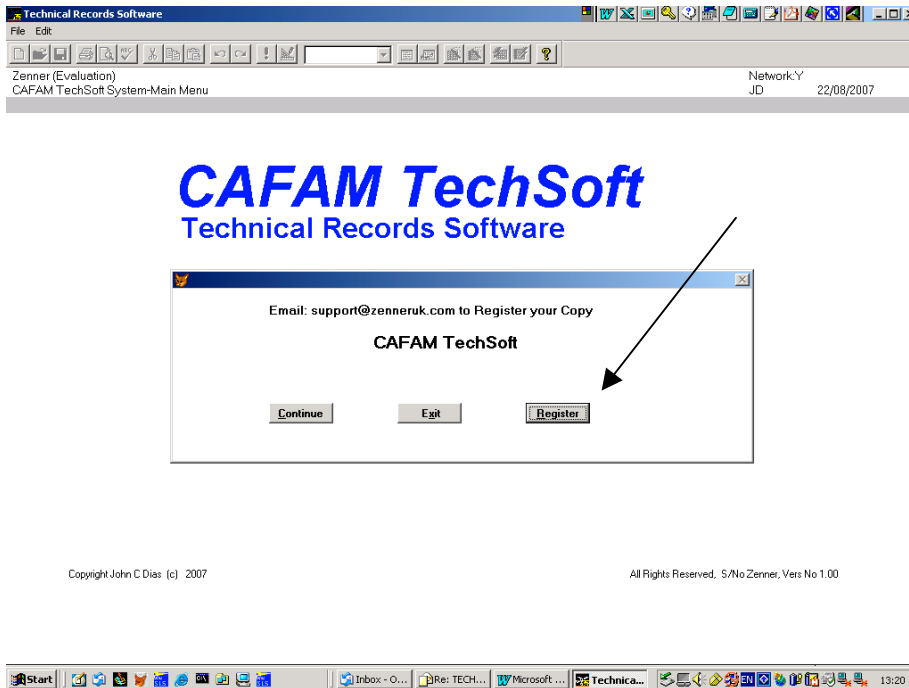 Technical Records Software
File Edit
Zenner (Evaluation) Network:Y
CAFAM TechSoft System-Main Menu JD 22/08/2007
CAFAM TechSoft
Technical Records Software
Email: support@zenneruk.com to Register your Copy
CAFAM TechSoft
Continue Exit Register
Copyright John C Dias (c) 2007 All Rights Reserved, S/No Zenner, Vers No 1.00
Start Inbox - O... Re: TECH... Microsoft ... Technica... EN 13:20